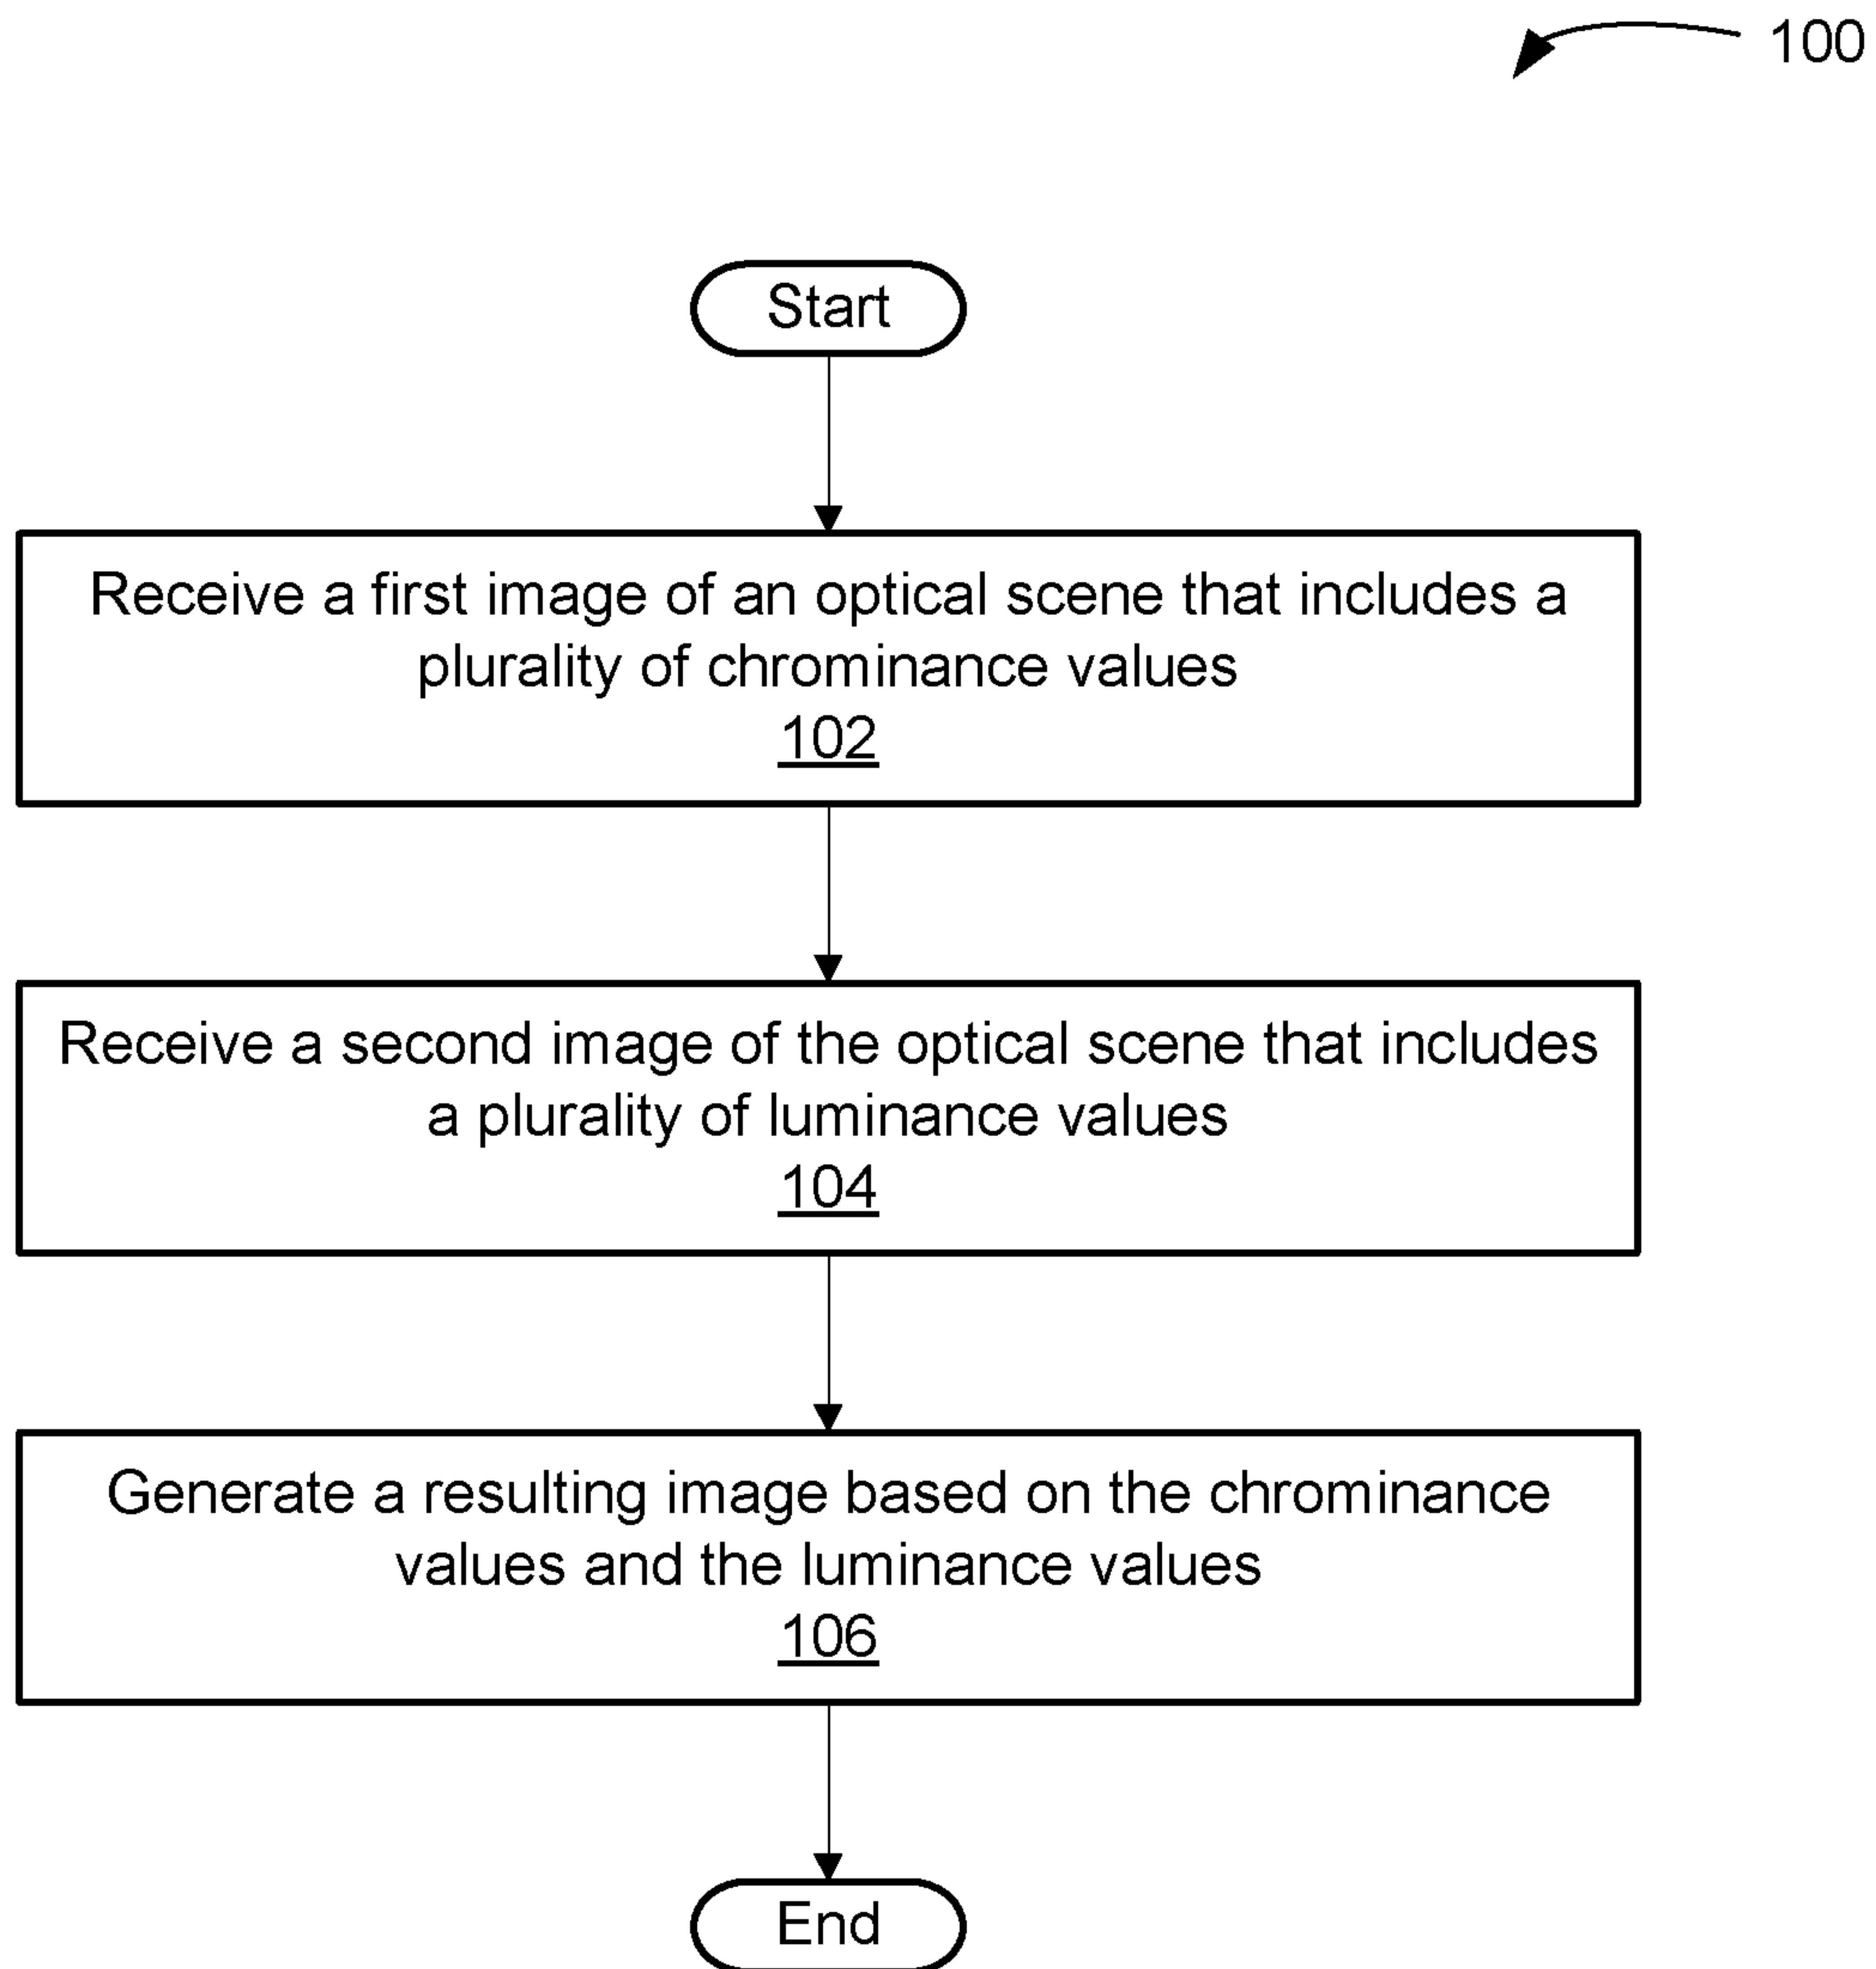 100
Start
Receive a first image of an optical scene that includes a
plurality of chrominance values
102
Receive a second image of the optical scene that includes
a plurality of luminance values
104
Generate a resulting image based on the chrominance
values and the luminance values
106
End